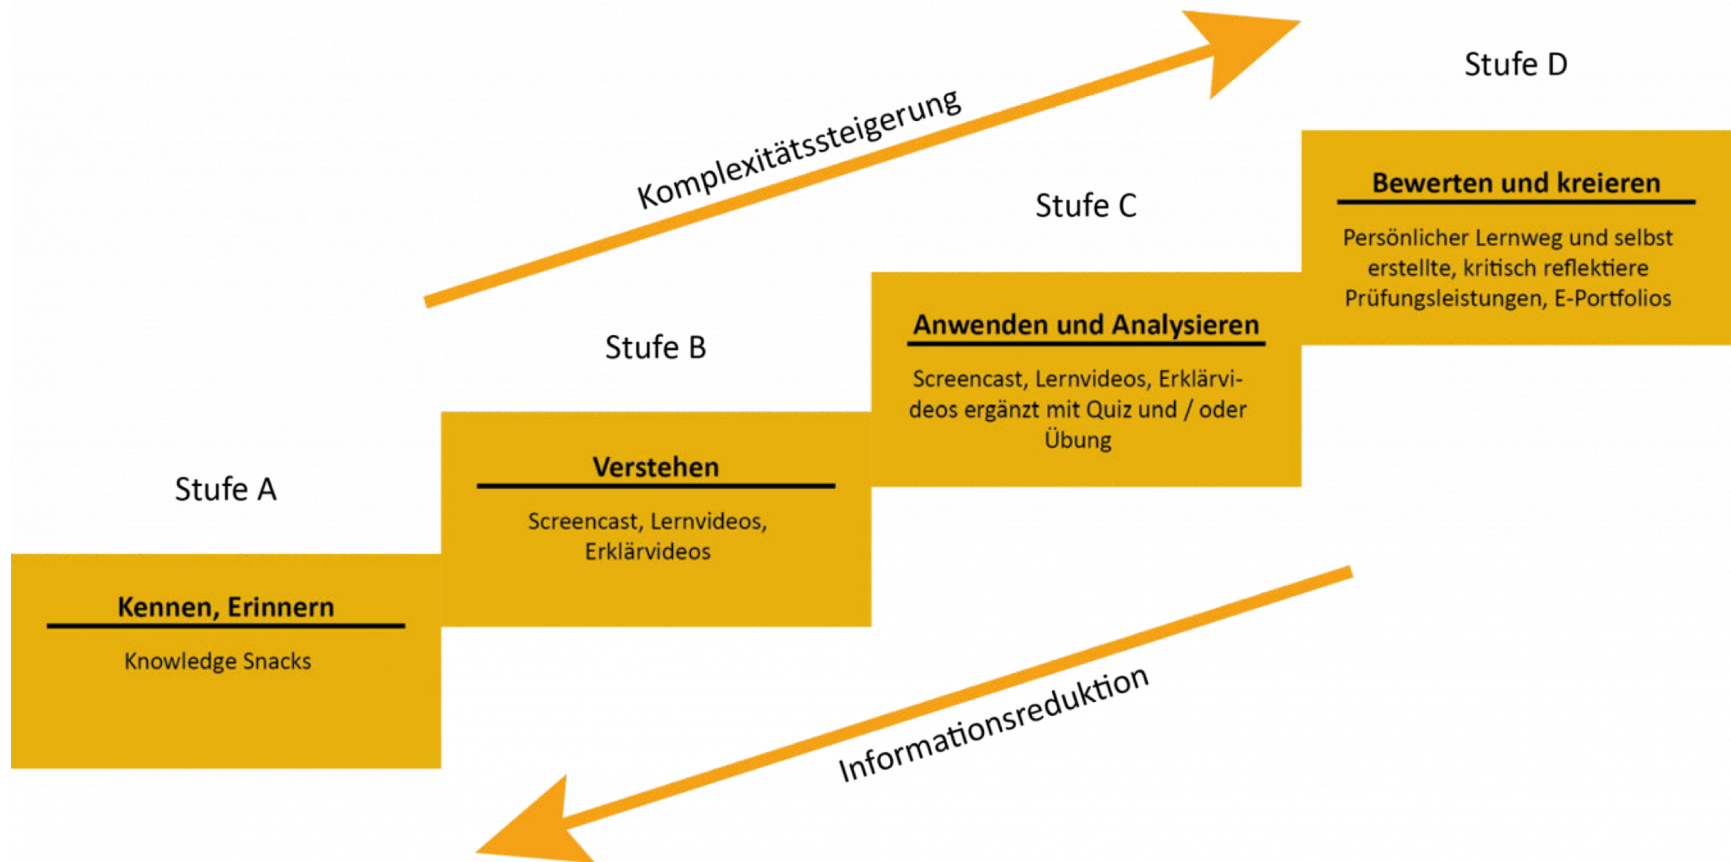 Stufe A
Kennen, Erinnern
Knowledge Snacks
Stufe B
Verstehen
Screencast, Lernvideos,
Erklärvideos
Stufe C
Anwenden und Analysieren
Screencast, Lernvideos, Erklärvi-
deos ergänzt mit Quiz und / oder
Übung
Stufe D
Bewerten und kreieren
Persönlicher Lernweg und selbst
erstellte, kritisch reflektiere
Prüfungsleistungen, E-Portfolios
Komplexitätssteigerung
Informationsreduktion